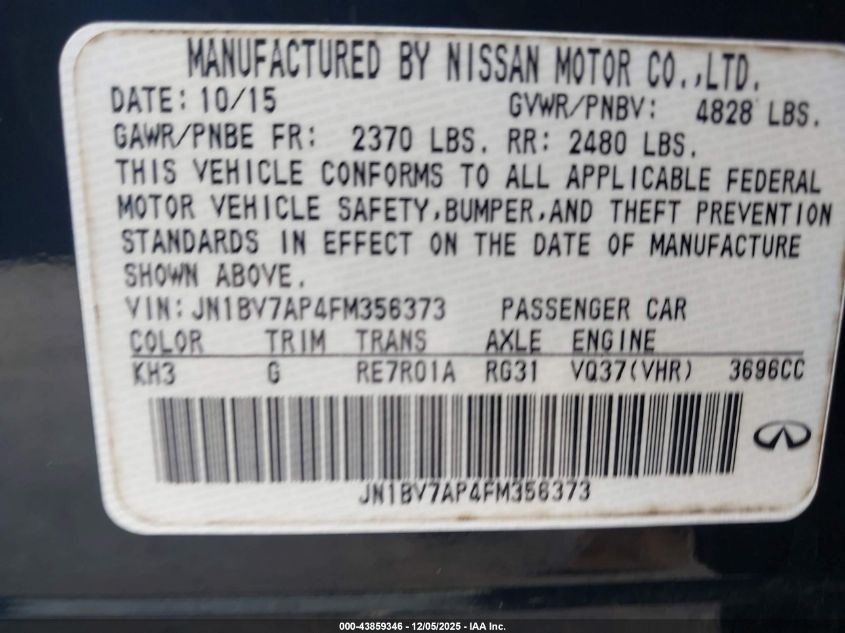 MANUFACTURED BY NISSAN MOTOR CO.,LTD.
DATE: 10/15 GVWR/PNBV: 4828 LBS.
GAWR/PNBE FR: 2370 LBS. RR: 2480 LBS.
THIS VEHICLE CONFORMS TO ALL APPLICABLE FEDERAL
MOTOR VEHICLE SAFETY,BUMPER,AND THEFT PREVENTION
STANDARDS IN EFFECT ON THE DATE OF MANUFACTURE
SHOWN ABOVE.
VIN: JN1BV7AP4FM356373 PASSENGER CAR
COLOR TRIM TRANS AXLE ENGINE
KH3 G RE7R01A RG31 VQ37(VHR) 3696CC
JN1BV7AP4FM356373
000-43859346 - 12/05/2025 - IAA Inc.